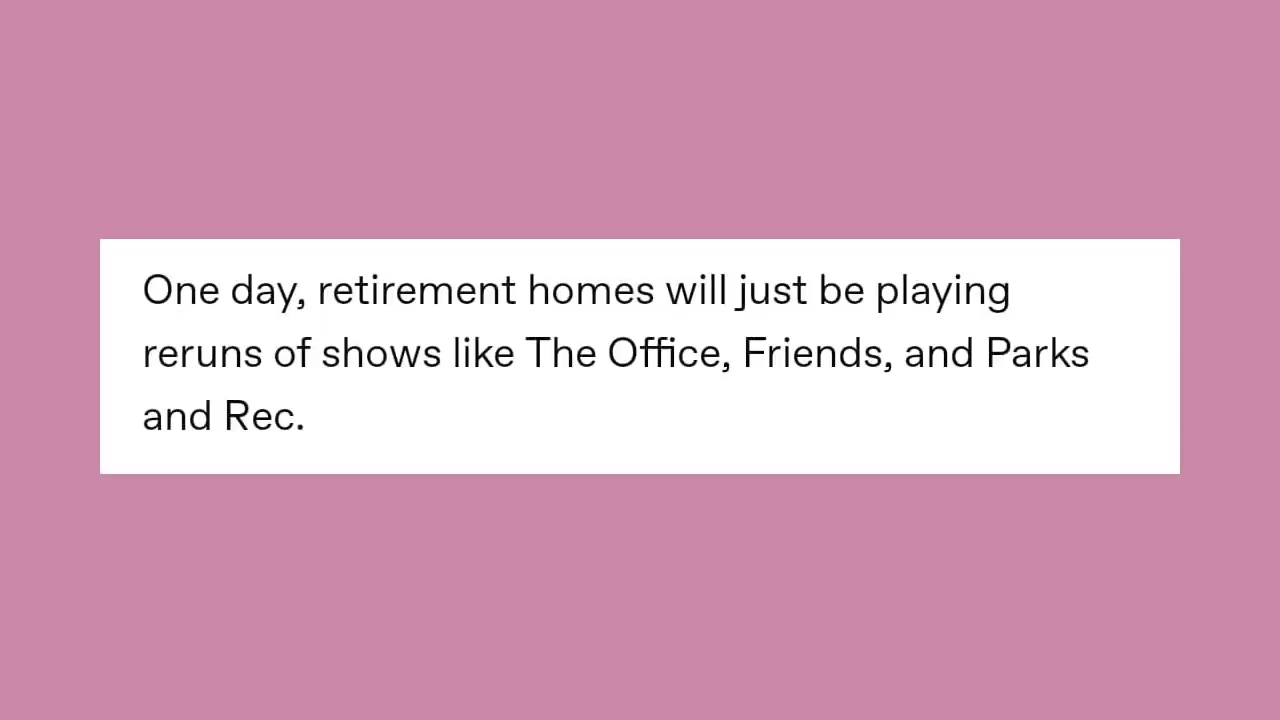 One day, retirement homes will just be playing
reruns of shows like The Office, Friends, and Parks
and Rec.